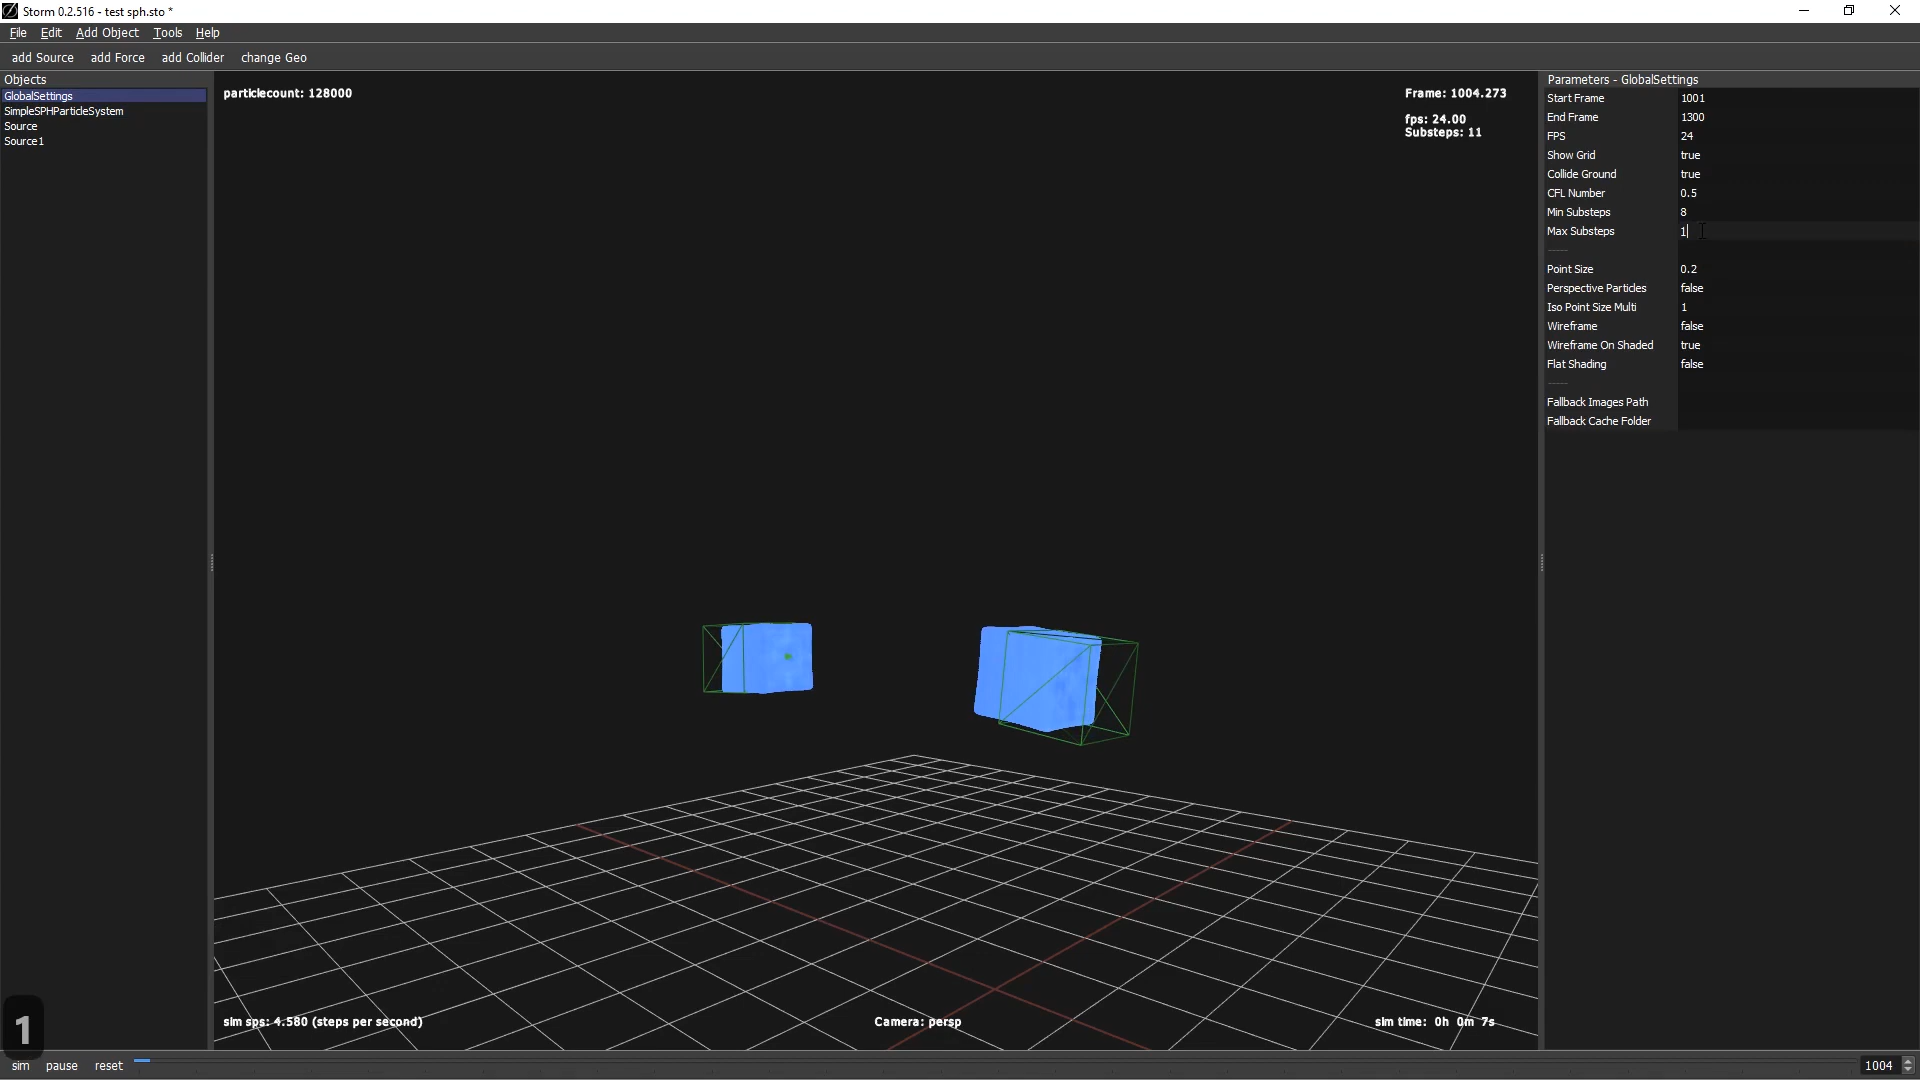 Storm 0.2.516 - test sph.sto *
File Edit Add Object Tools Help
add Source add Force add Collider change Geo
Objects
GlobalSettings
SimpleSPHParticleSystem
Source
Source1
particlecount: 128000
Frame: 1004.273
fps: 24.00
Substeps: 11
sim sps: 4.580 (steps per second)
Camera: persp
sim time: 0h 0m 7s
Parameters - GlobalSettings
Start Frame 1001
End Frame 1300
FPS 24
Show Grid true
Collide Ground true
CFL Number 0.5
Min Substeps 8
Max Substeps 1
-----
Point Size 0.2
Perspective Particles false
Iso Point Size Multi 1
Wireframe false
Wireframe On Shaded true
Flat Shading false
-----
Fallback Images Path
Fallback Cache Folder
1
sim pause reset
1004